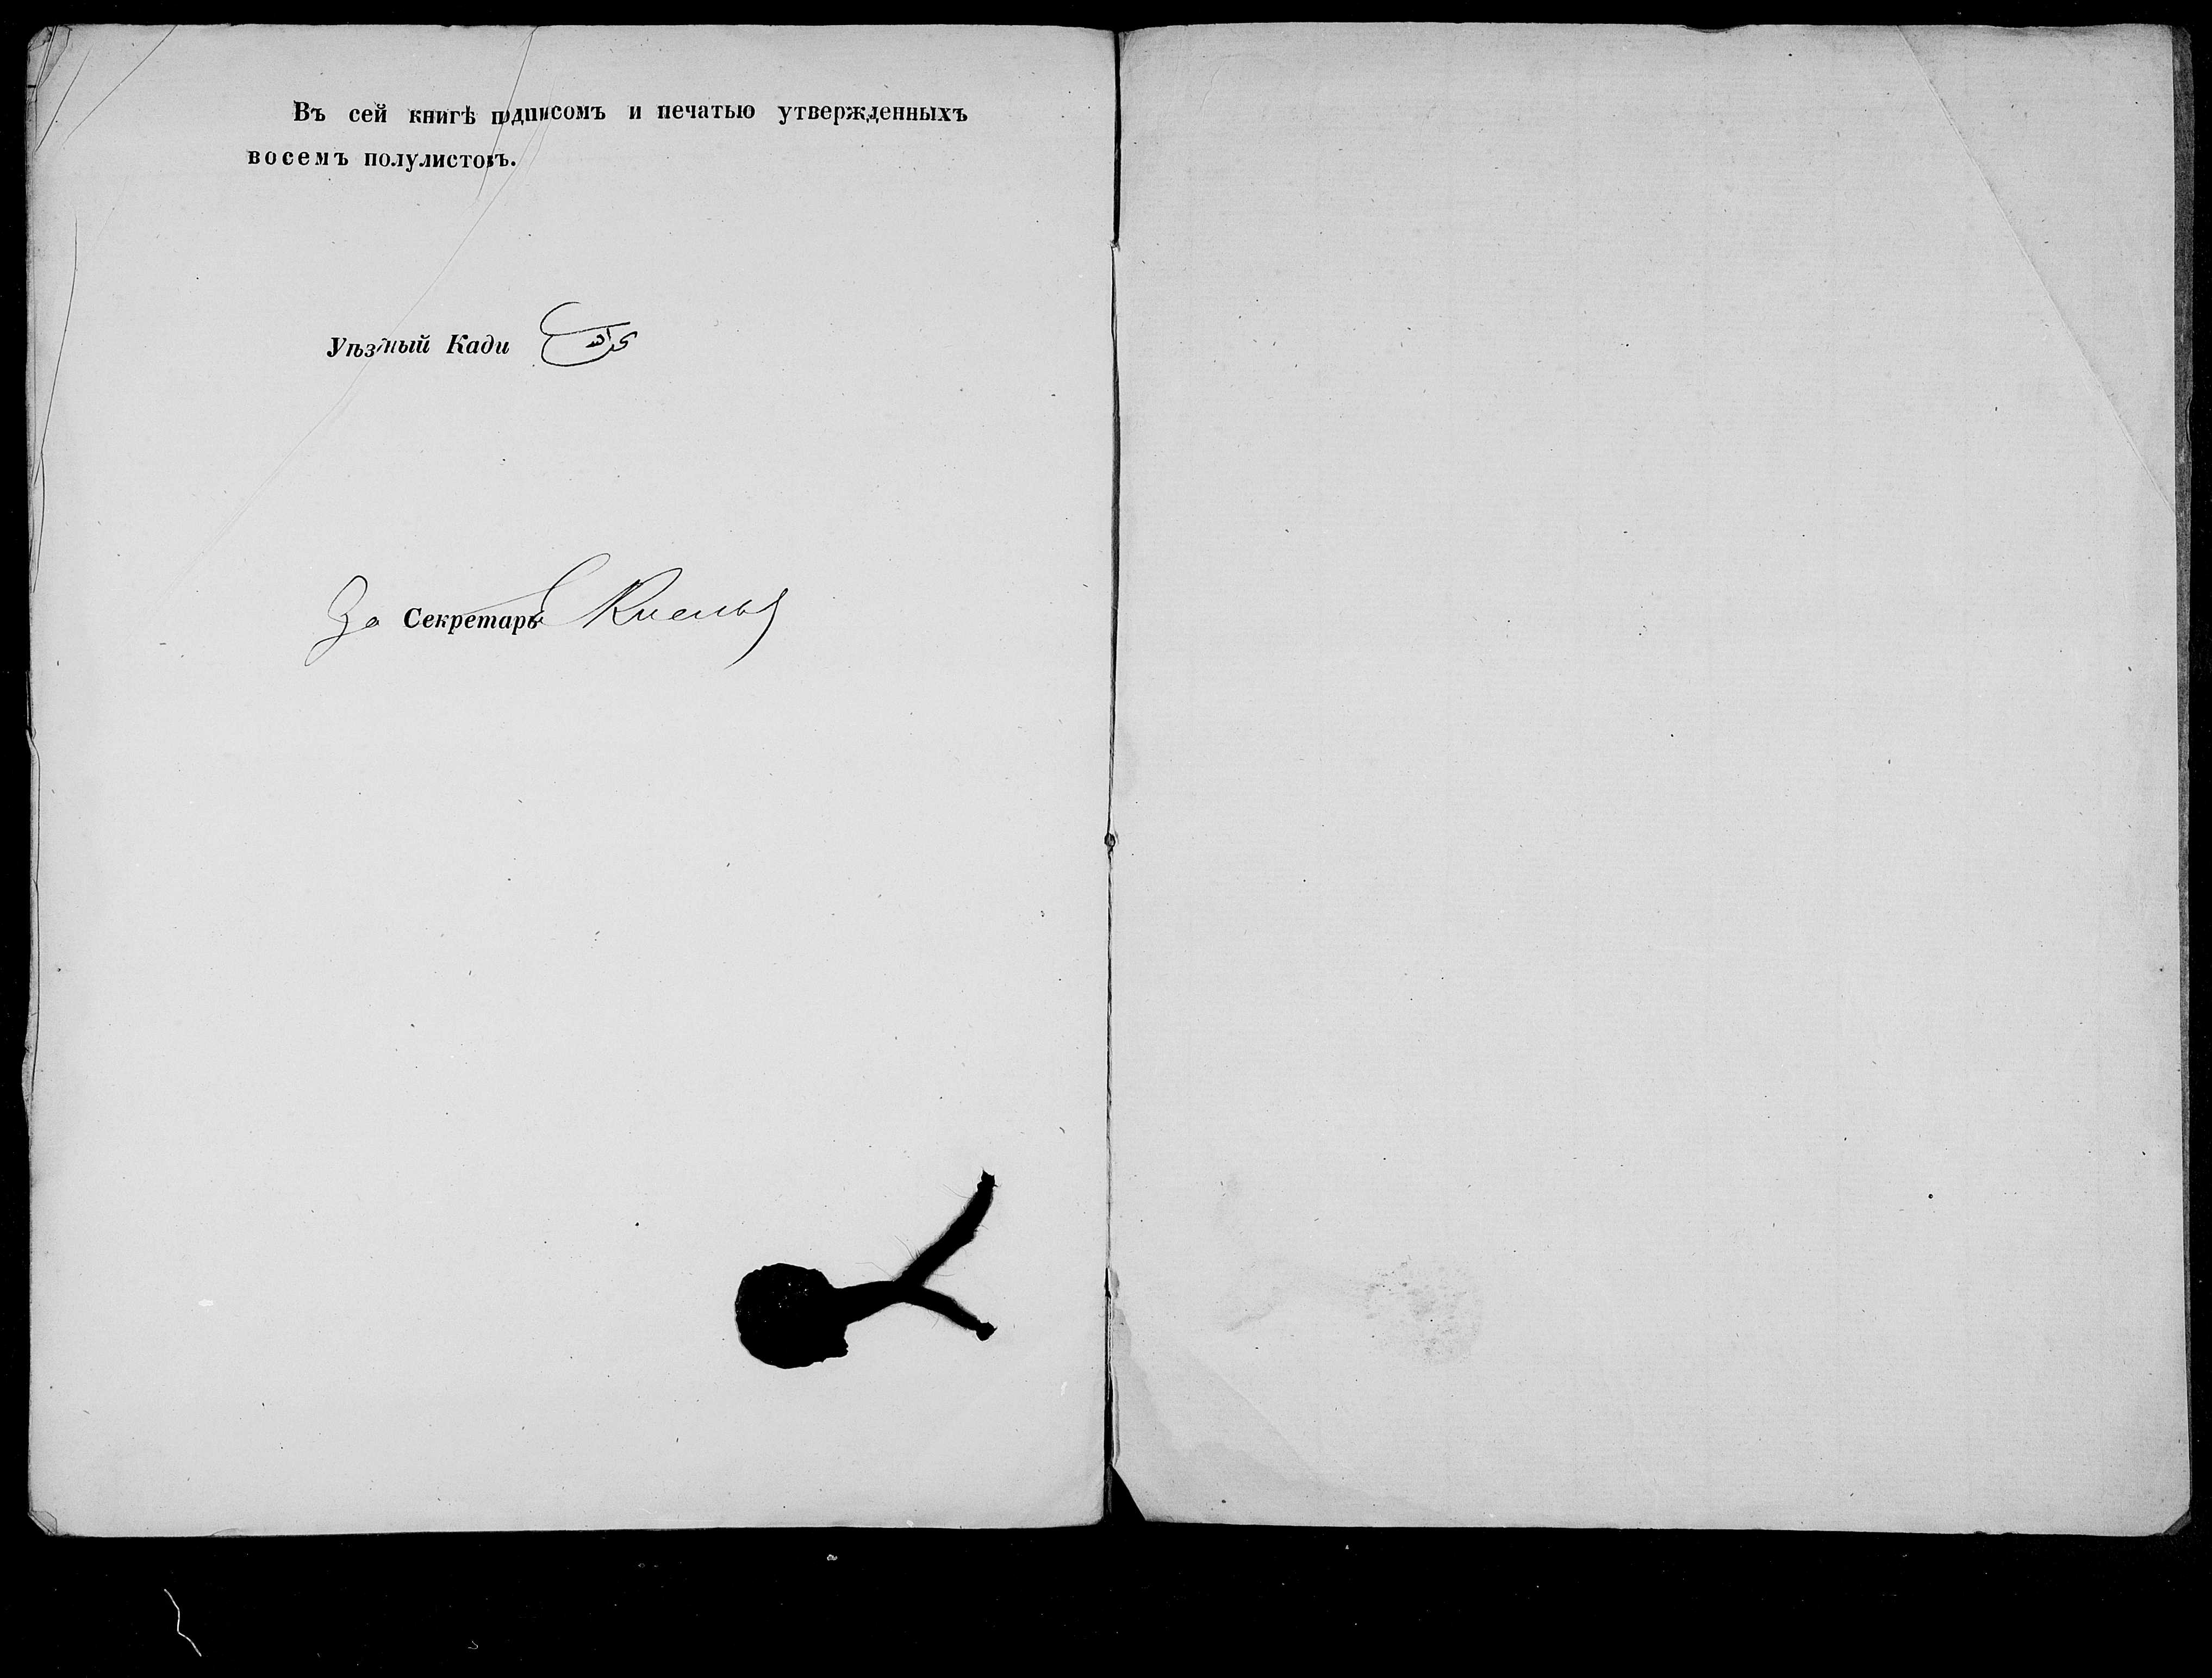 Въ сей книгѣ подписомъ и печатью утвержденныхъ
восемъ полулистовъ.
Уѣздный Кади
За Секретарь